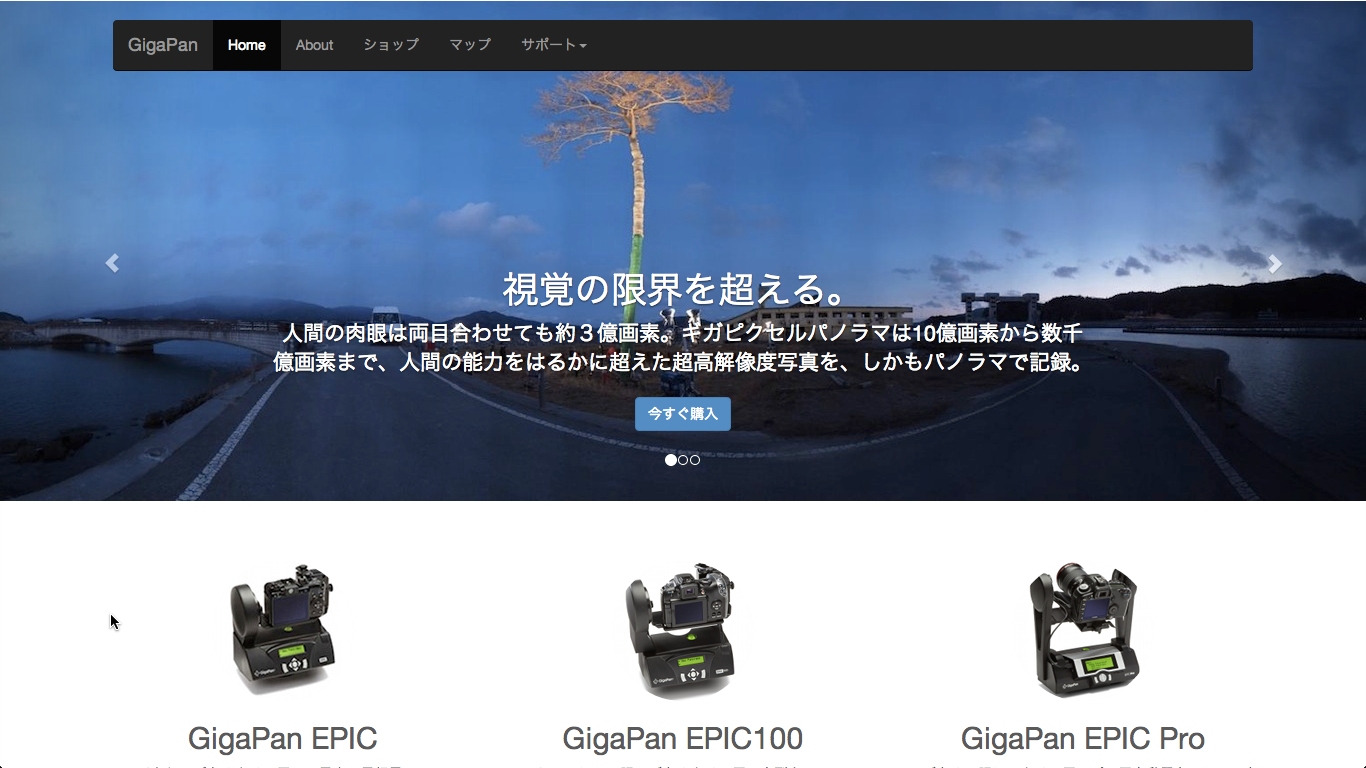 GigaPan Home About ショップ マップ サポート
視覚の限界を超える。
人間の肉眼は両目合わせても約３億画素。ギガピクセルパノラマは10億画素から数千
億画素まで、人間の能力をはるかに超えた超高解像度写真を、しかもパノラマで記録。
今すぐ購入
GigaPan EPIC GigaPan EPIC100 GigaPan EPIC Pro